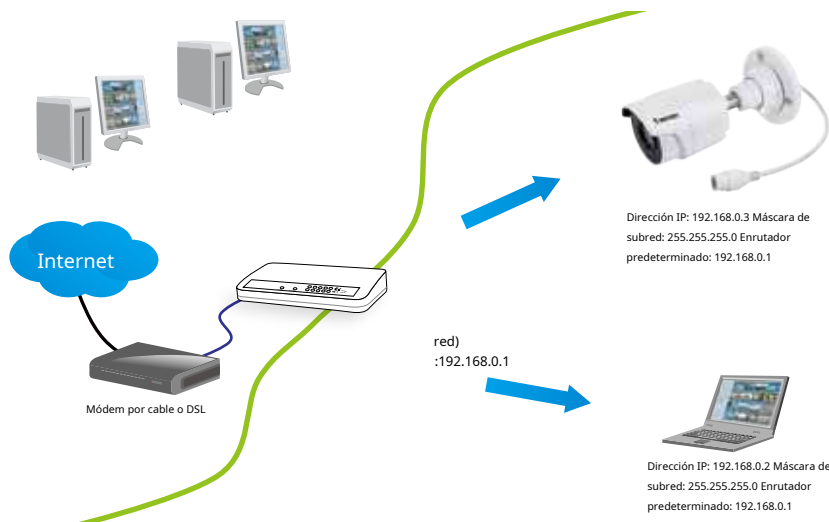 Dirección IP: 192.168.0.3 Máscara de
subred: 255.255.255.0 Enrutador
predeterminado: 192.168.0.1
Internet
red)
:192.168.0.1
Módem por cable o DSL
Dirección IP: 192.168.0.2 Máscara de
subred: 255.255.255.0 Enrutador
predeterminado: 192.168.0.1